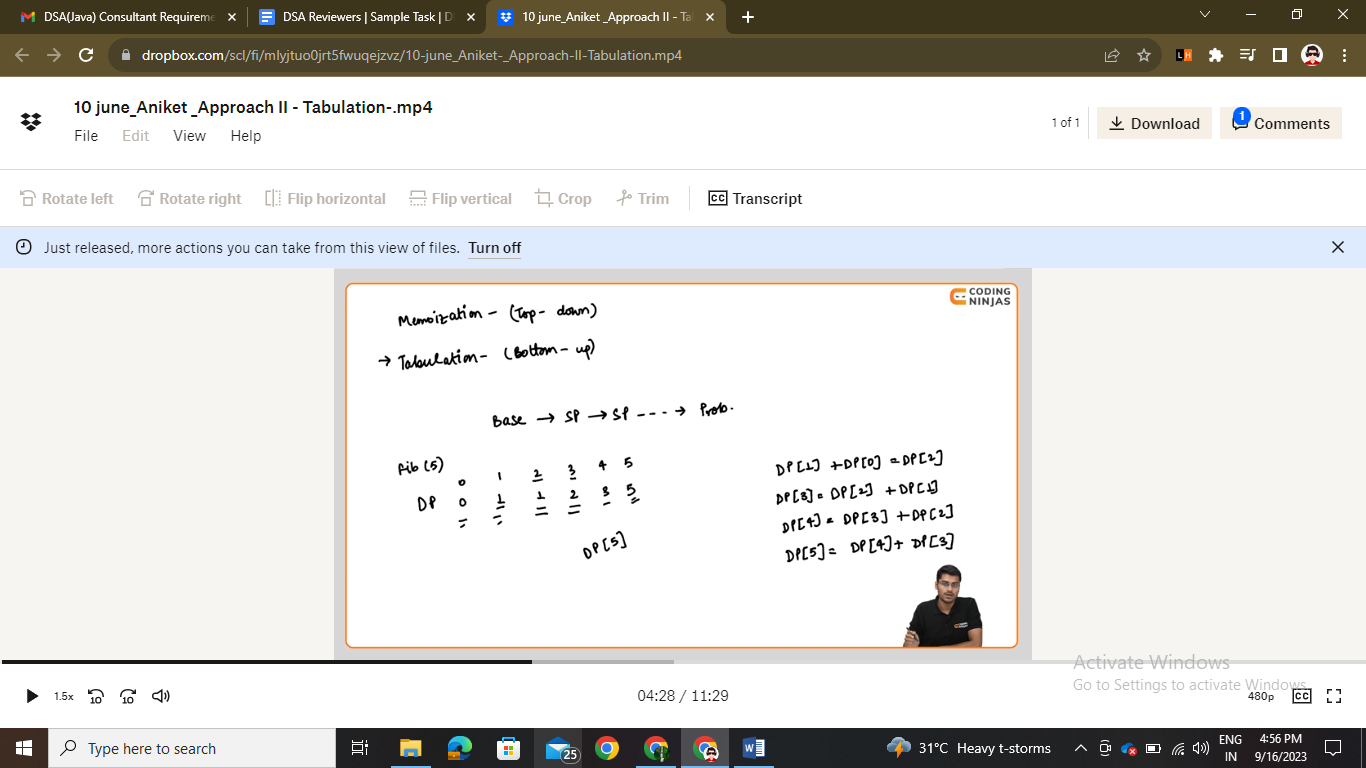 DSA(Java) Consultant Requireme
DSA Reviewers | Sample Task | D
10 june_Aniket _Approach II - Ta
dropbox.com/scl/fi/mlyjtuo0jrt5fwuqejzvz/10-june_Aniket-_Approach-II-Tabulation.mp4
10 june_Aniket _Approach II - Tabulation-.mp4
File Edit View Help
1 of 1
Download
1
Comments
Rotate left Rotate right Flip horizontal Flip vertical Crop Trim
CC Transcript
Just released, more actions you can take from this view of files. Turn off
CODING
NINJAS
Memoization - (Top - down)
→ Tabulation - (Bottom - up)
Base → SP → SP - - - → Prob.
fib (5)
0 1 2 3 4 5
DP 0 1 1 2 3 5
DP[5]
DP[1] + DP[0] = DP[2]
DP[3] = DP[2] + DP[1]
DP[4] = DP[3] + DP[2]
DP[5] = DP[4] + DP[3]
Activate Windows
Go to Settings to activate Windows.
1.5x 10 10
04:28 / 11:29
480p CC
Type here to search
25
31°C Heavy t-storms
ENG
IN
4:56 PM
9/16/2023